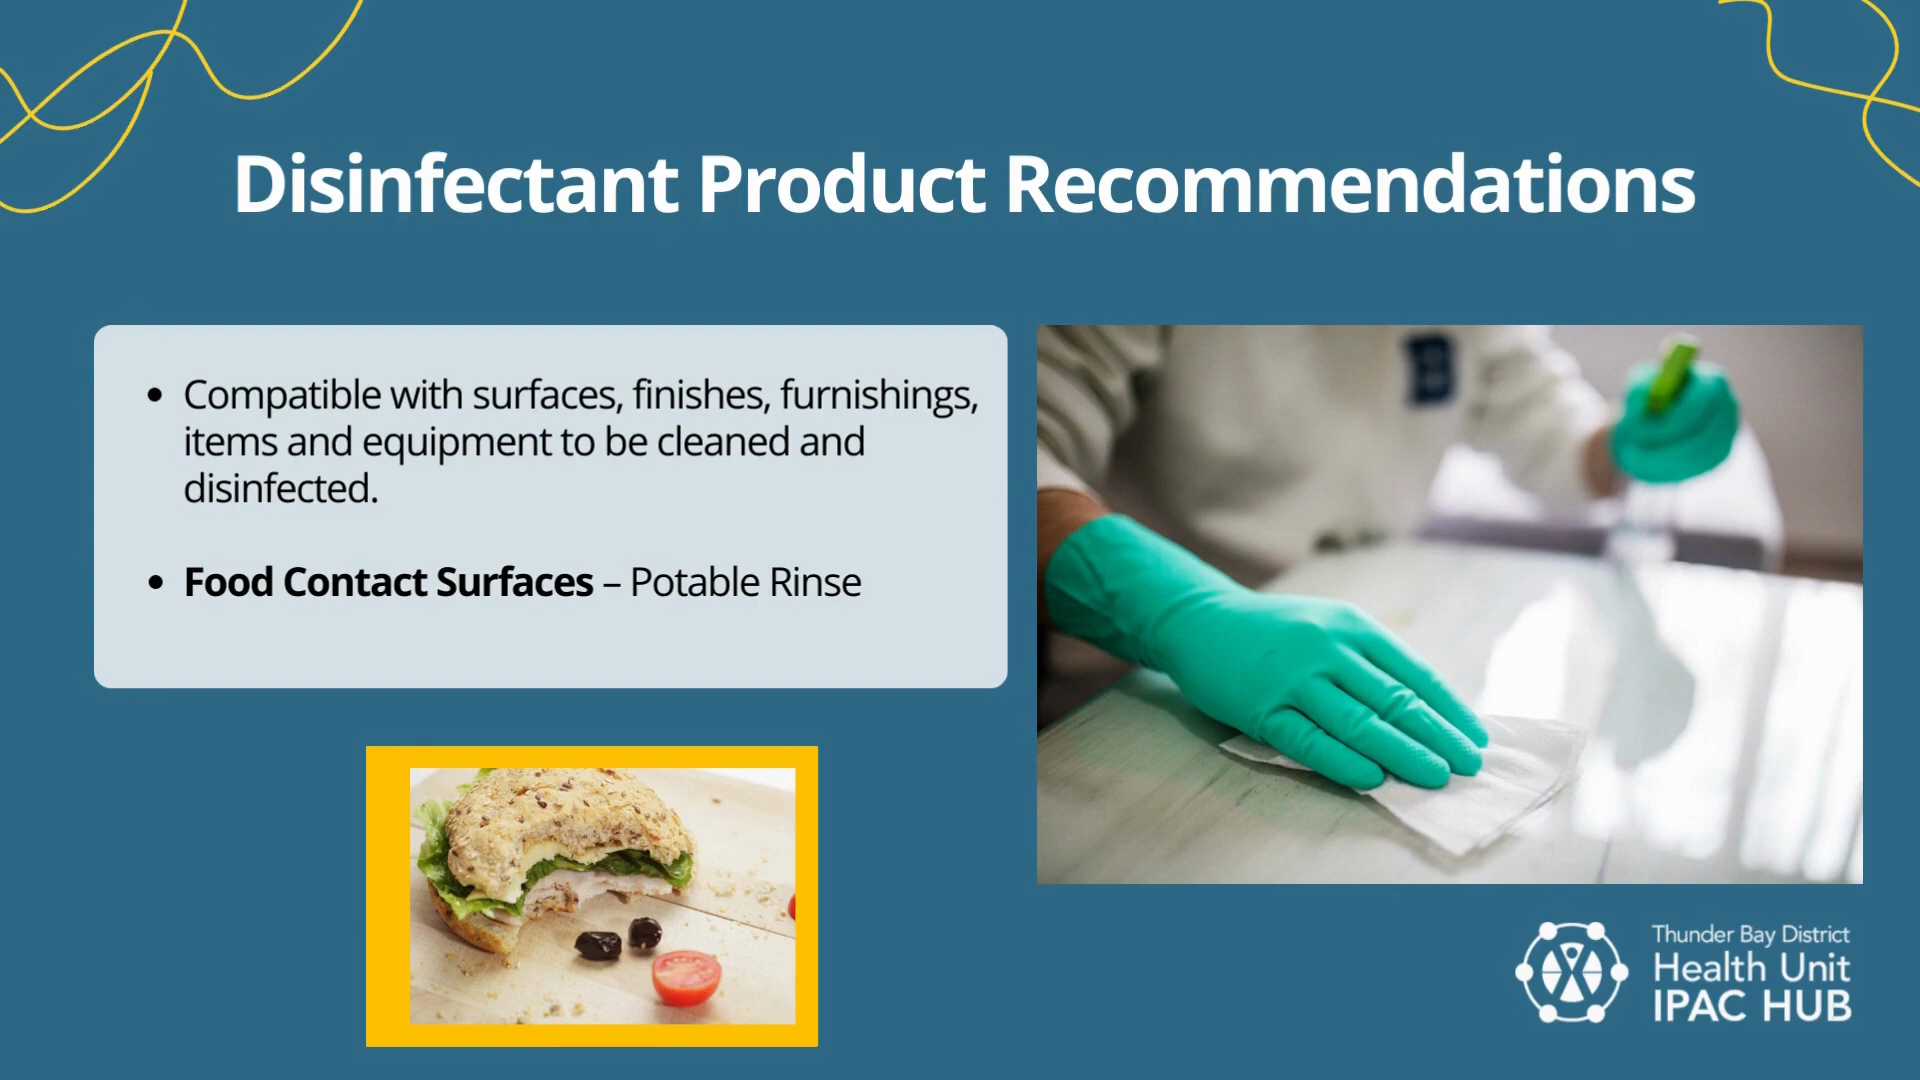 Disinfectant Product Recommendations
• Compatible with surfaces, finishes, furnishings,
items and equipment to be cleaned and
disinfected.
• Food Contact Surfaces – Potable Rinse
Thunder Bay District
Health Unit
IPAC HUB